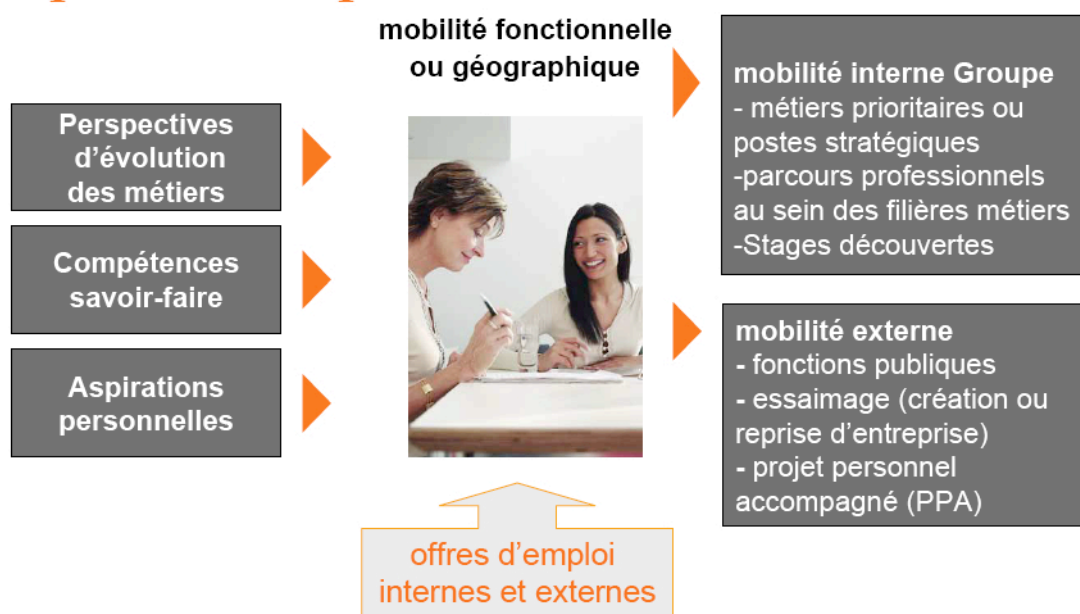 mobilité fonctionnelle
ou géographique
Perspectives
d’évolution
des métiers
Compétences
savoir-faire
Aspirations
personnelles
offres d’emploi
internes et externes
mobilité interne Groupe
- métiers prioritaires ou
postes stratégiques
-parcours professionnels
au sein des filières métiers
-Stages découvertes
mobilité externe
- fonctions publiques
- essaimage (création ou
reprise d’entreprise)
- projet personnel
accompagné (PPA)